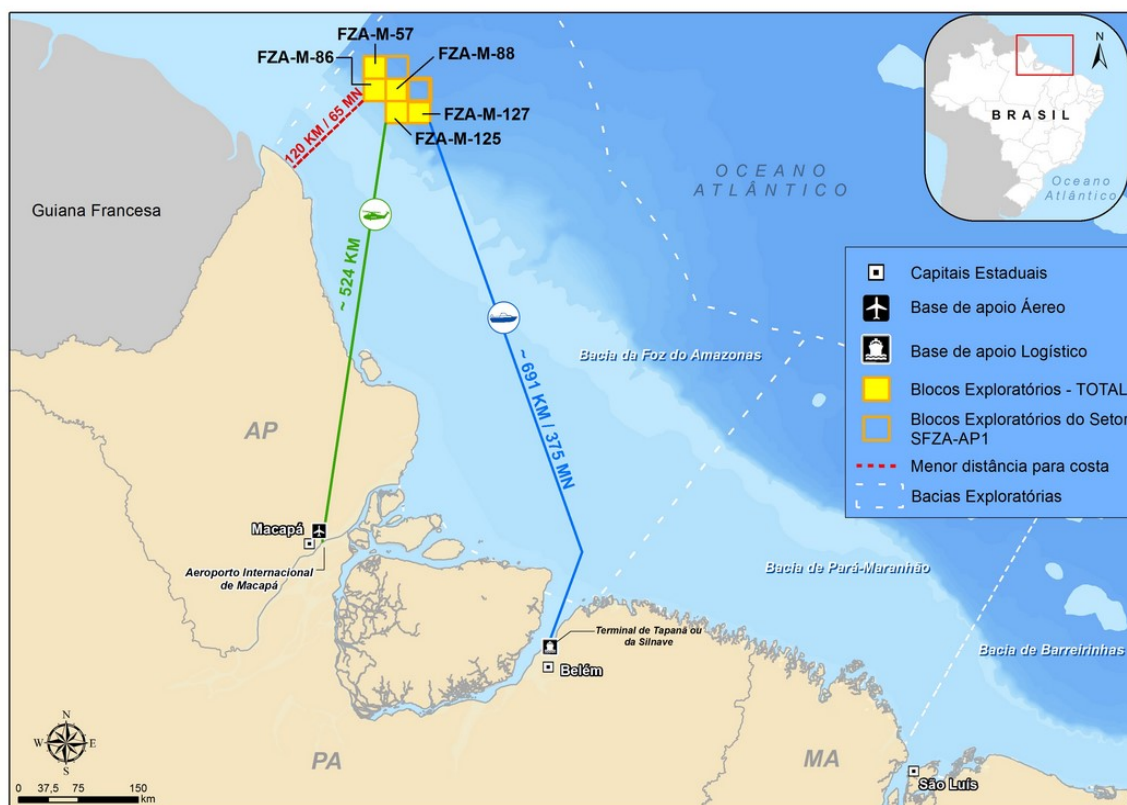 FZA-M-57
FZA-M-86
FZA-M-88
FZA-M-127
FZA-M-125
120 KM / 65 MN
Guiana Francesa
~ 524 KM
~ 691 KM / 375 MN
OCEANO
ATLÂNTICO
N
BRASIL
Oceano
Atlântico
Capitais Estaduais
Base de apoio Áereo
Base de apoio Logístico
Blocos Exploratórios - TOTAL
Blocos Exploratórios do Setor
SFZA-AP1
Menor distância para costa
Bacias Exploratórias
Bacia da Foz do Amazonas
AP
Macapá
Aeroporto Internacional
de Macapá
Bacia de Pará-Maranhão
Terminal de Tapanã ou
da Silnave
Belém
Bacia de Barreirinhas
PA
MA
São Luís
N
W E
S
0 37,5 75 150
km